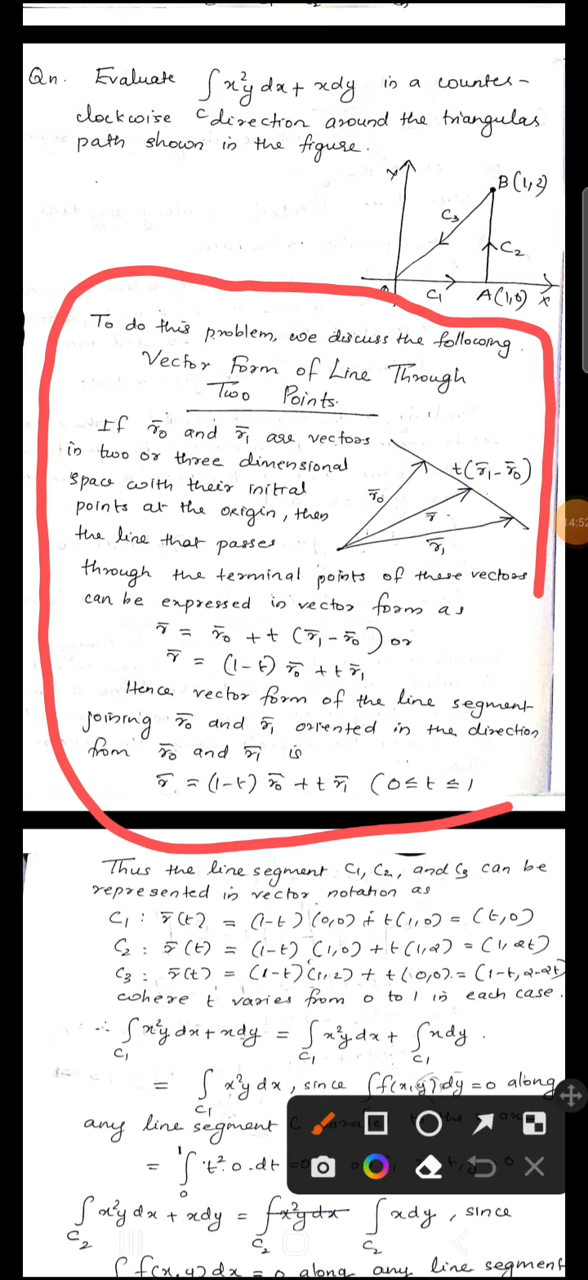 Qn. Evaluate ∫ x²y dx + x dy in a counter-
clockwise C direction around the triangular
path shown in the figure.
Y
B(1,2)
C₃
C₂
C₁ A(1,0) X
To do this problem, we discuss the following.
Vector Form of Line Through
Two Points.
If r̄₀ and r̄₁ are vectors
in two or three dimensional
space with their initial
points at the origin, then
the line that passes
t(r̄₁-r̄₀)
r̄₀
r̄
r̄₁
through the terminal points of these vectors
can be expressed in vector form as
r̄ = r̄₀ + t (r̄₁ - r̄₀) or
r̄ = (1-t) r̄₀ + t r̄₁
Hence vector form of the line segment
joining r̄₀ and r̄₁ oriented in the direction
from r̄₀ and r̄₁ is
r̄ = (1-t) r̄₀ + t r̄₁ (0 ≤ t ≤ 1
14:52
Thus the line segment C₁, C₂, and C₃ can be
represented in vector notation as
C₁ : r̄(t) = (1-t)(0,0) + t(1,0) = (t,0)
C₂ : r̄(t) = (1-t)(1,0) + t(1,2) = (1,2t)
C₃ : r̄(t) = (1-t)(1,2) + t(0,0) = (1-t, 2-2t)
where t varies from 0 to 1 in each case.
∴ ∫ x²y dx + x dy = ∫ x²y dx + ∫ x dy.
C₁ C₁ C₁
= ∫ x²y dx, since ∫ f(x,y) dy = 0 along
C₁
any line segment
= ∫₀¹ t².0.dt
∫ x²y dx + x dy = ∫ x²y dx ∫ x dy, since
C₂ C₂ C₂
∫ f(x,y) dx = 0 along any line segment